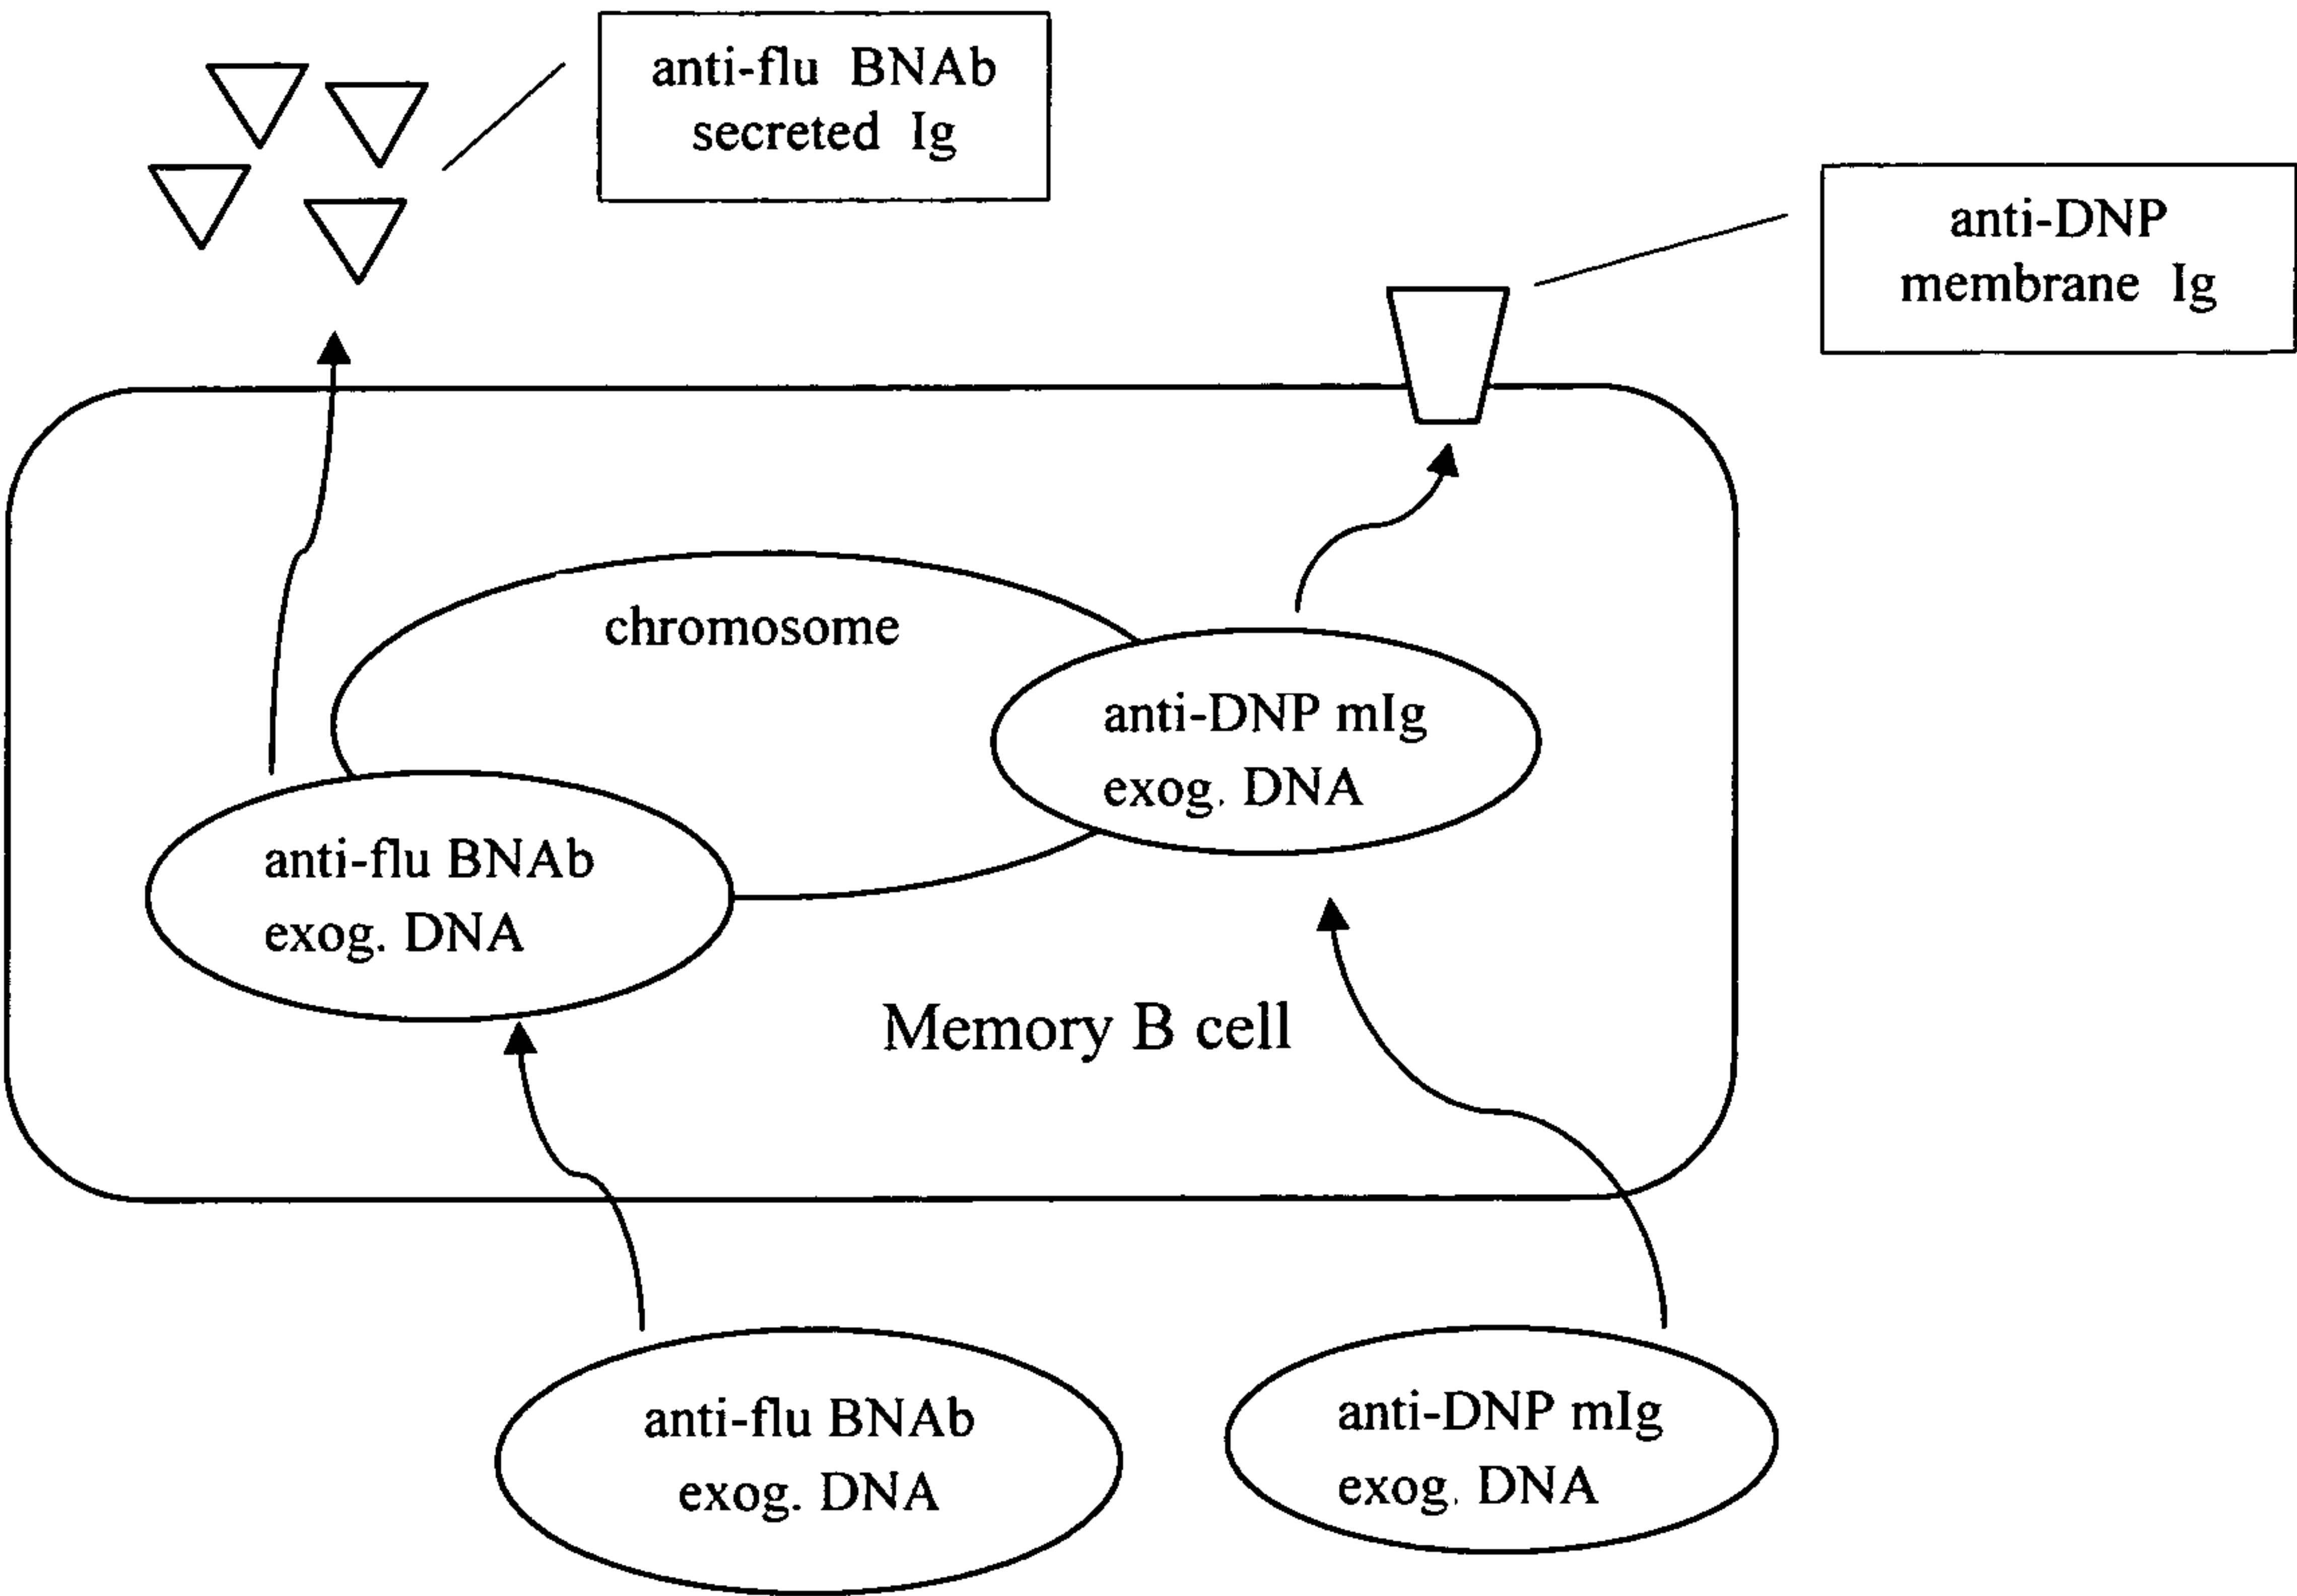 anti-flu BNAb
secreted Ig
anti-DNP
membrane Ig
chromosome
anti-DNP mIg
exog. DNA
anti-flu BNAb
exog. DNA
Memory B cell
anti-flu BNAb
exog. DNA
anti-DNP mIg
exog. DNA